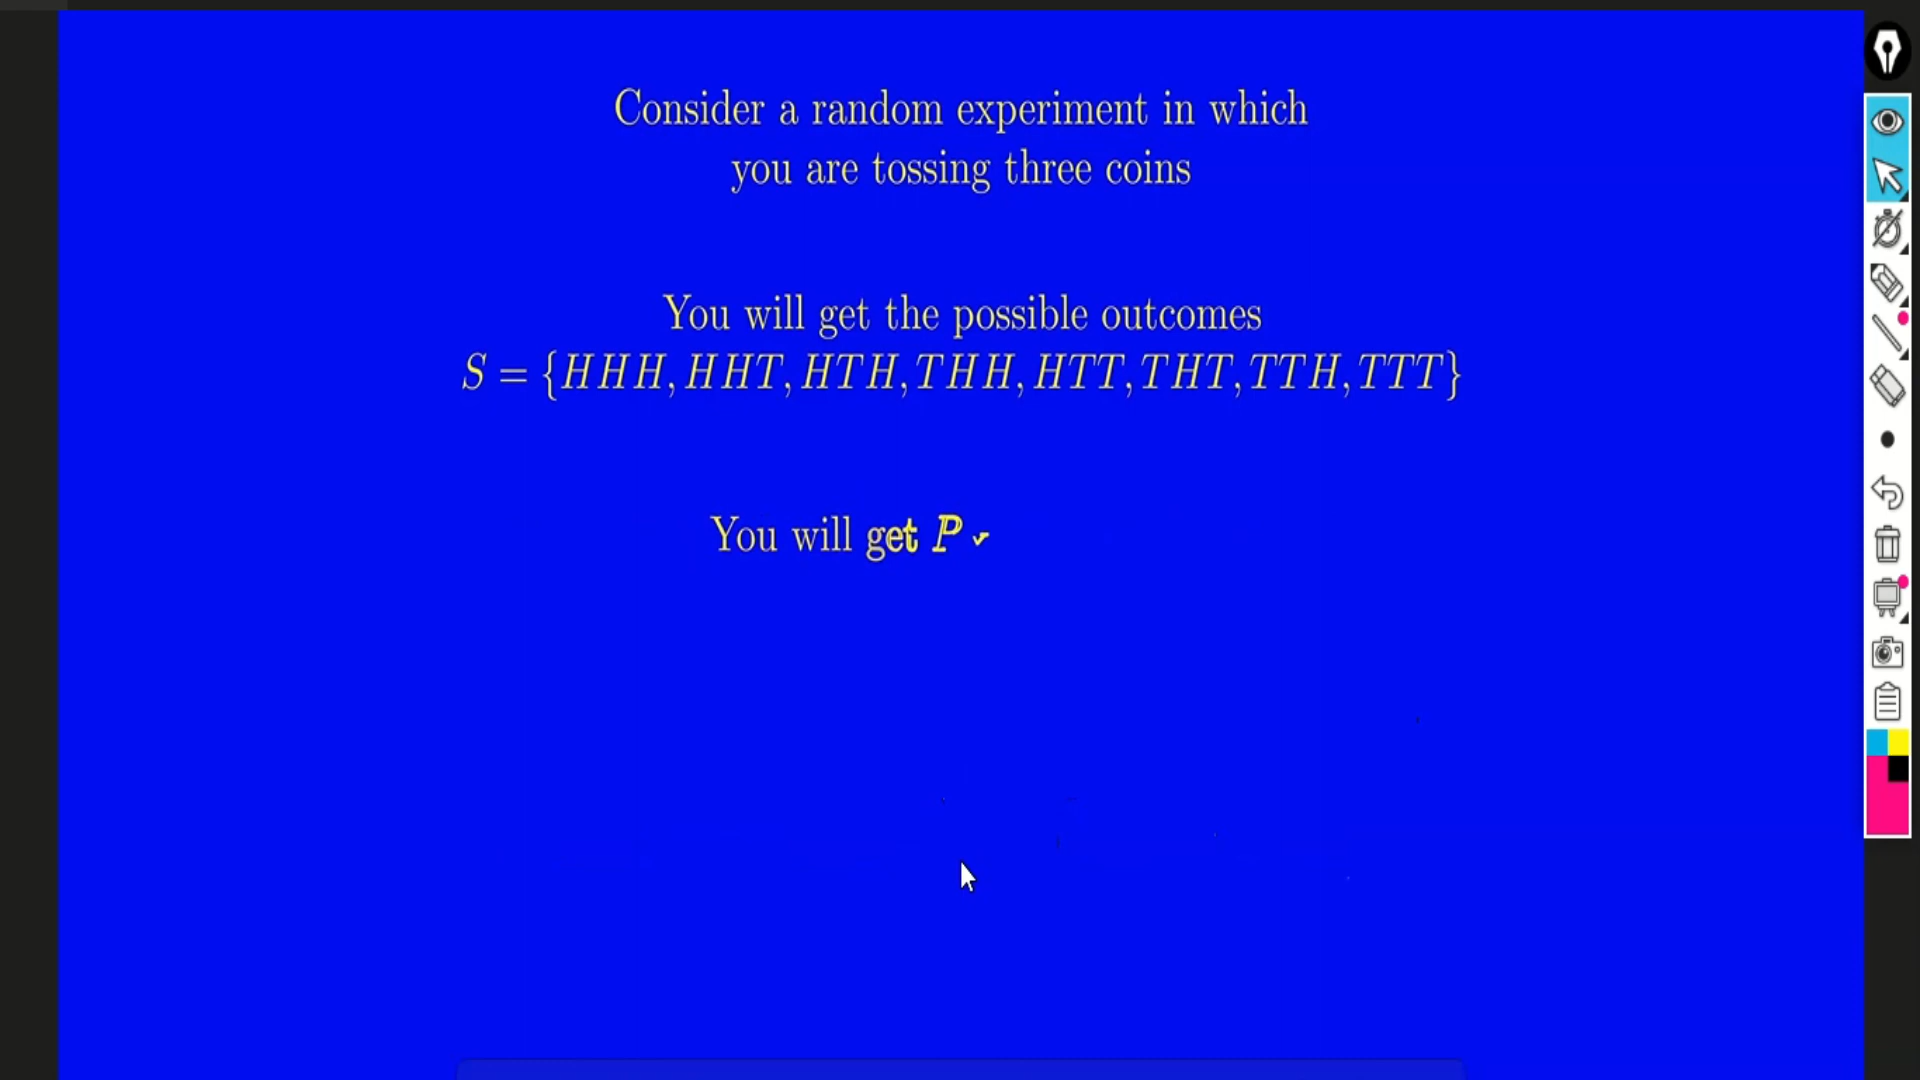 Consider a random experiment in which
you are tossing three coins
You will get the possible outcomes
S = {HHH, HHT, HTH, THH, HTT, THT, TTH, TTT}
You will get P